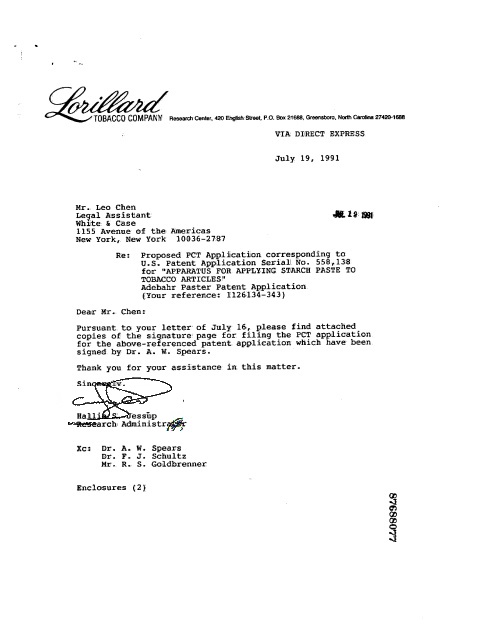 Lorillard
TOBACCO COMPANY Research Center, 420 English Street, P.O. Box 21688, Greensboro, North Carolina 27420-1688
VIA DIRECT EXPRESS
July 19, 1991
Mr. Leo Chen
Legal Assistant JUL 19 1991
White & Case
1155 Avenue of the Americas
New York, New York 10036-2787
Re: Proposed PCT Application corresponding to
U.S. Patent Application Serial No. 558,138
for "APPARATUS FOR APPLYING STARCH PASTE TO
TOBACCO ARTICLES"
Adebahr Paster Patent Application
(Your reference: 1126134-343)
Dear Mr. Chen:
Pursuant to your letter of July 16, please find attached
copies of the signature page for filing the PCT application
for the above-referenced patent application which have been
signed by Dr. A. W. Spears.
Thank you for your assistance in this matter.
Sincerely,
Hallie S. Jessup
Research Administrator
Xc: Dr. A. W. Spears
Dr. F. J. Schultz
Mr. R. S. Goldbrenner
Enclosures (2)
87688077